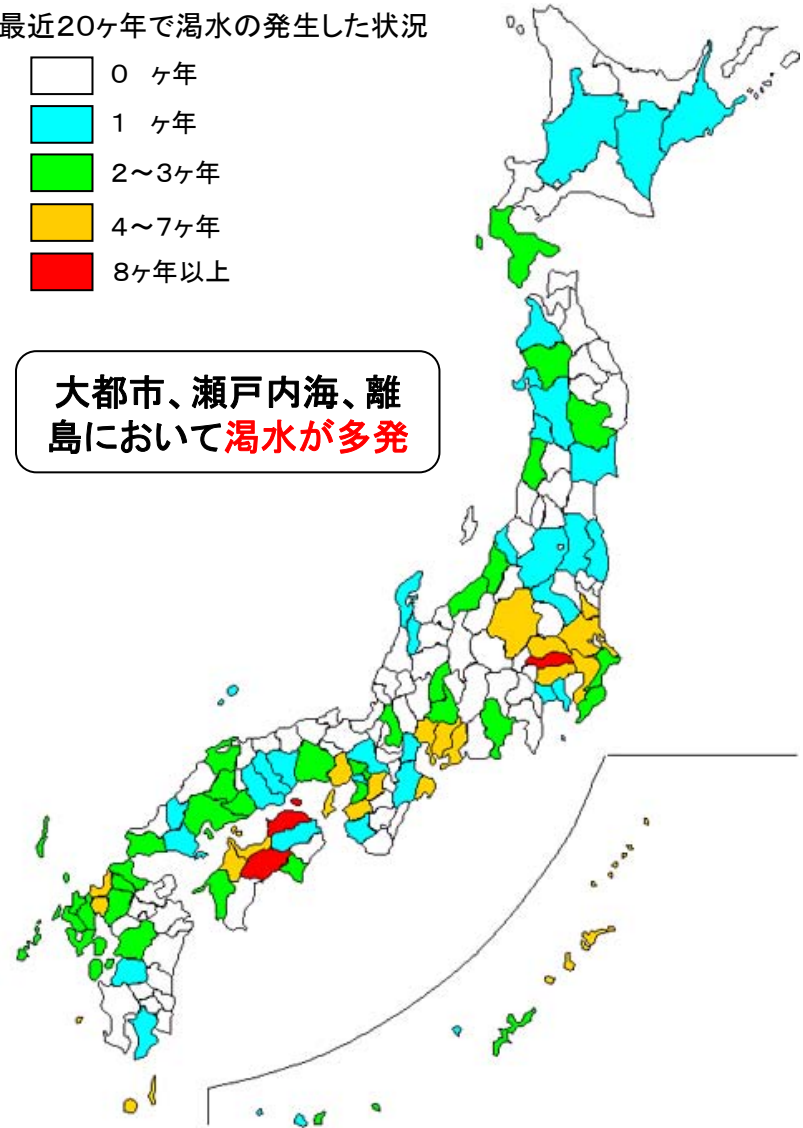 最近２０ヶ年で渇水の発生した状況
０　ヶ年
１　ヶ年
２～３ヶ年
４～７ヶ年
８ヶ年以上
大都市、瀬戸内海、離
島において渇水が多発